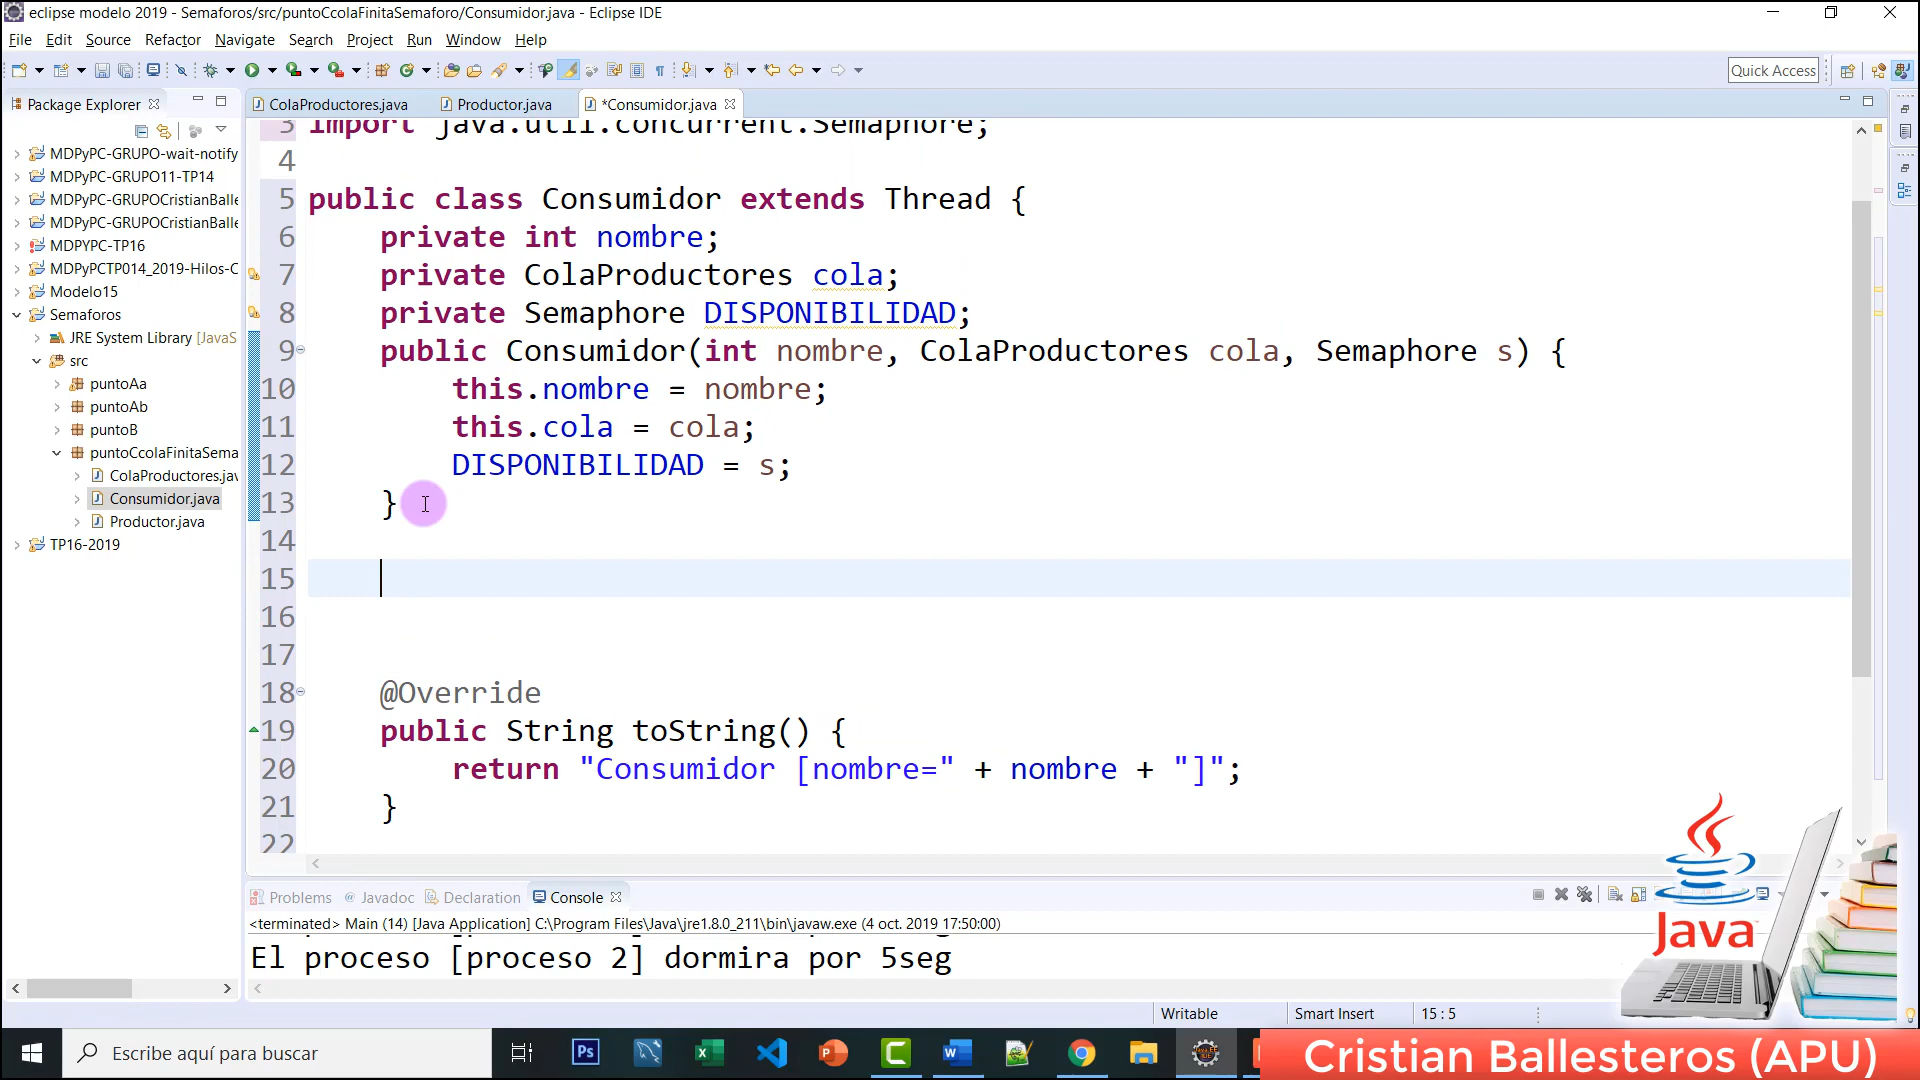 eclipse modelo 2019 - Semaforos/src/puntoCcolaFinitaSemaforo/Consumidor.java - Eclipse IDE
File Edit Source Refactor Navigate Search Project Run Window Help
Quick Access
Package Explorer
MDPyPC-GRUPO-wait-notify
MDPyPC-GRUPO11-TP14
MDPyPC-GRUPOCristianBalle
MDPyPC-GRUPOCristianBalle
MDPYPC-TP16
MDPyPCTP014_2019-Hilos-C
Modelo15
Semaforos
JRE System Library [JavaS
src
puntoAa
puntoAb
puntoB
puntoCcolaFinitaSema
ColaProductores.jav
Consumidor.java
Productor.java
TP16-2019
ColaProductores.java Productor.java *Consumidor.java
3 import java.util.concurrent.Semaphore;
4
5 public class Consumidor extends Thread {
6 private int nombre;
7 private ColaProductores cola;
8 private Semaphore DISPONIBILIDAD;
9 public Consumidor(int nombre, ColaProductores cola, Semaphore s) {
10 this.nombre = nombre;
11 this.cola = cola;
12 DISPONIBILIDAD = s;
13 }
14
15
16
17
18 @Override
19 public String toString() {
20 return "Consumidor [nombre=" + nombre + "]";
21 }
22
Problems Javadoc Declaration Console
<terminated> Main (14) [Java Application] C:\Program Files\Java\jre1.8.0_211\bin\javaw.exe (4 oct. 2019 17:50:00)
El proceso [proceso 2] dormira por 5seg
Writable Smart Insert 15 : 5
Java
Escribe aquí para buscar
Cristian Ballesteros (APU)